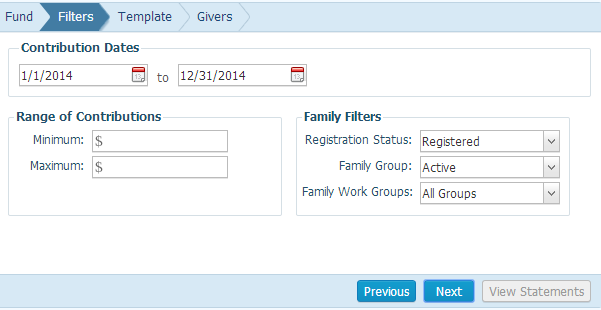 Fund Filters Template Givers
Contribution Dates
1/1/2014 to 12/31/2014
Range of Contributions
Minimum: $
Maximum: $
Family Filters
Registration Status: Registered
Family Group: Active
Family Work Groups: All Groups
Previous Next View Statements